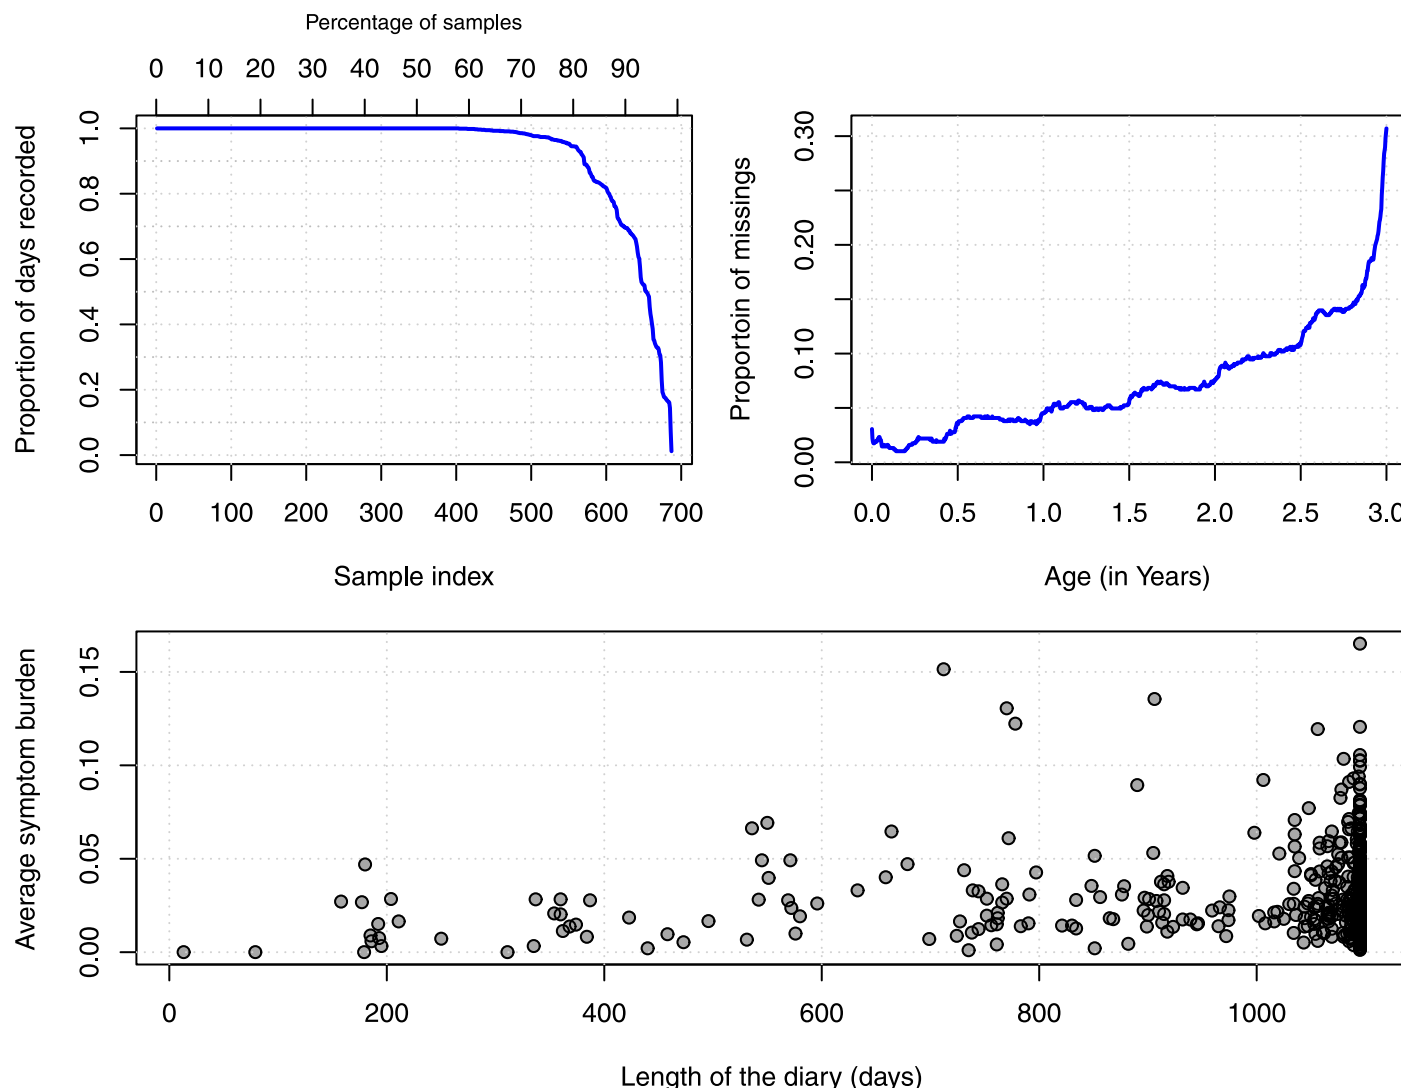 Percentage of samples
0 10 20 30 40 50 60 70 80 90
Proportion of days recorded
1.0
0.8
0.6
0.4
0.2
0.0
0 100 200 300 400 500 600 700
Sample index
Proportoin of missings
0.30
0.20
0.10
0.00
0.0 0.5 1.0 1.5 2.0 2.5 3.0
Age (in Years)
Average symptom burden
0.15
0.10
0.05
0.00
0 200 400 600 800 1000
Length of the diary (days)